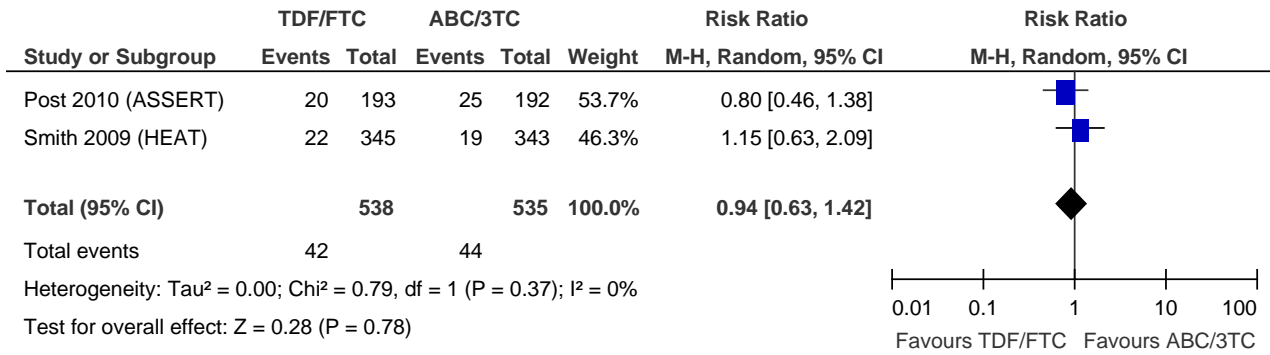 TDF/FTC ABC/3TC Risk Ratio Risk Ratio
Study or Subgroup Events Total Events Total Weight M-H, Random, 95% CI M-H, Random, 95% CI
Post 2010 (ASSERT) 20 193 25 192 53.7% 0.80 [0.46, 1.38]
Smith 2009 (HEAT) 22 345 19 343 46.3% 1.15 [0.63, 2.09]
Total (95% CI) 538 535 100.0% 0.94 [0.63, 1.42]
Total events 42 44
Heterogeneity: Tau² = 0.00; Chi² = 0.79, df = 1 (P = 0.37); I² = 0%
Test for overall effect: Z = 0.28 (P = 0.78)
0.01 0.1 1 10 100
Favours TDF/FTC Favours ABC/3TC